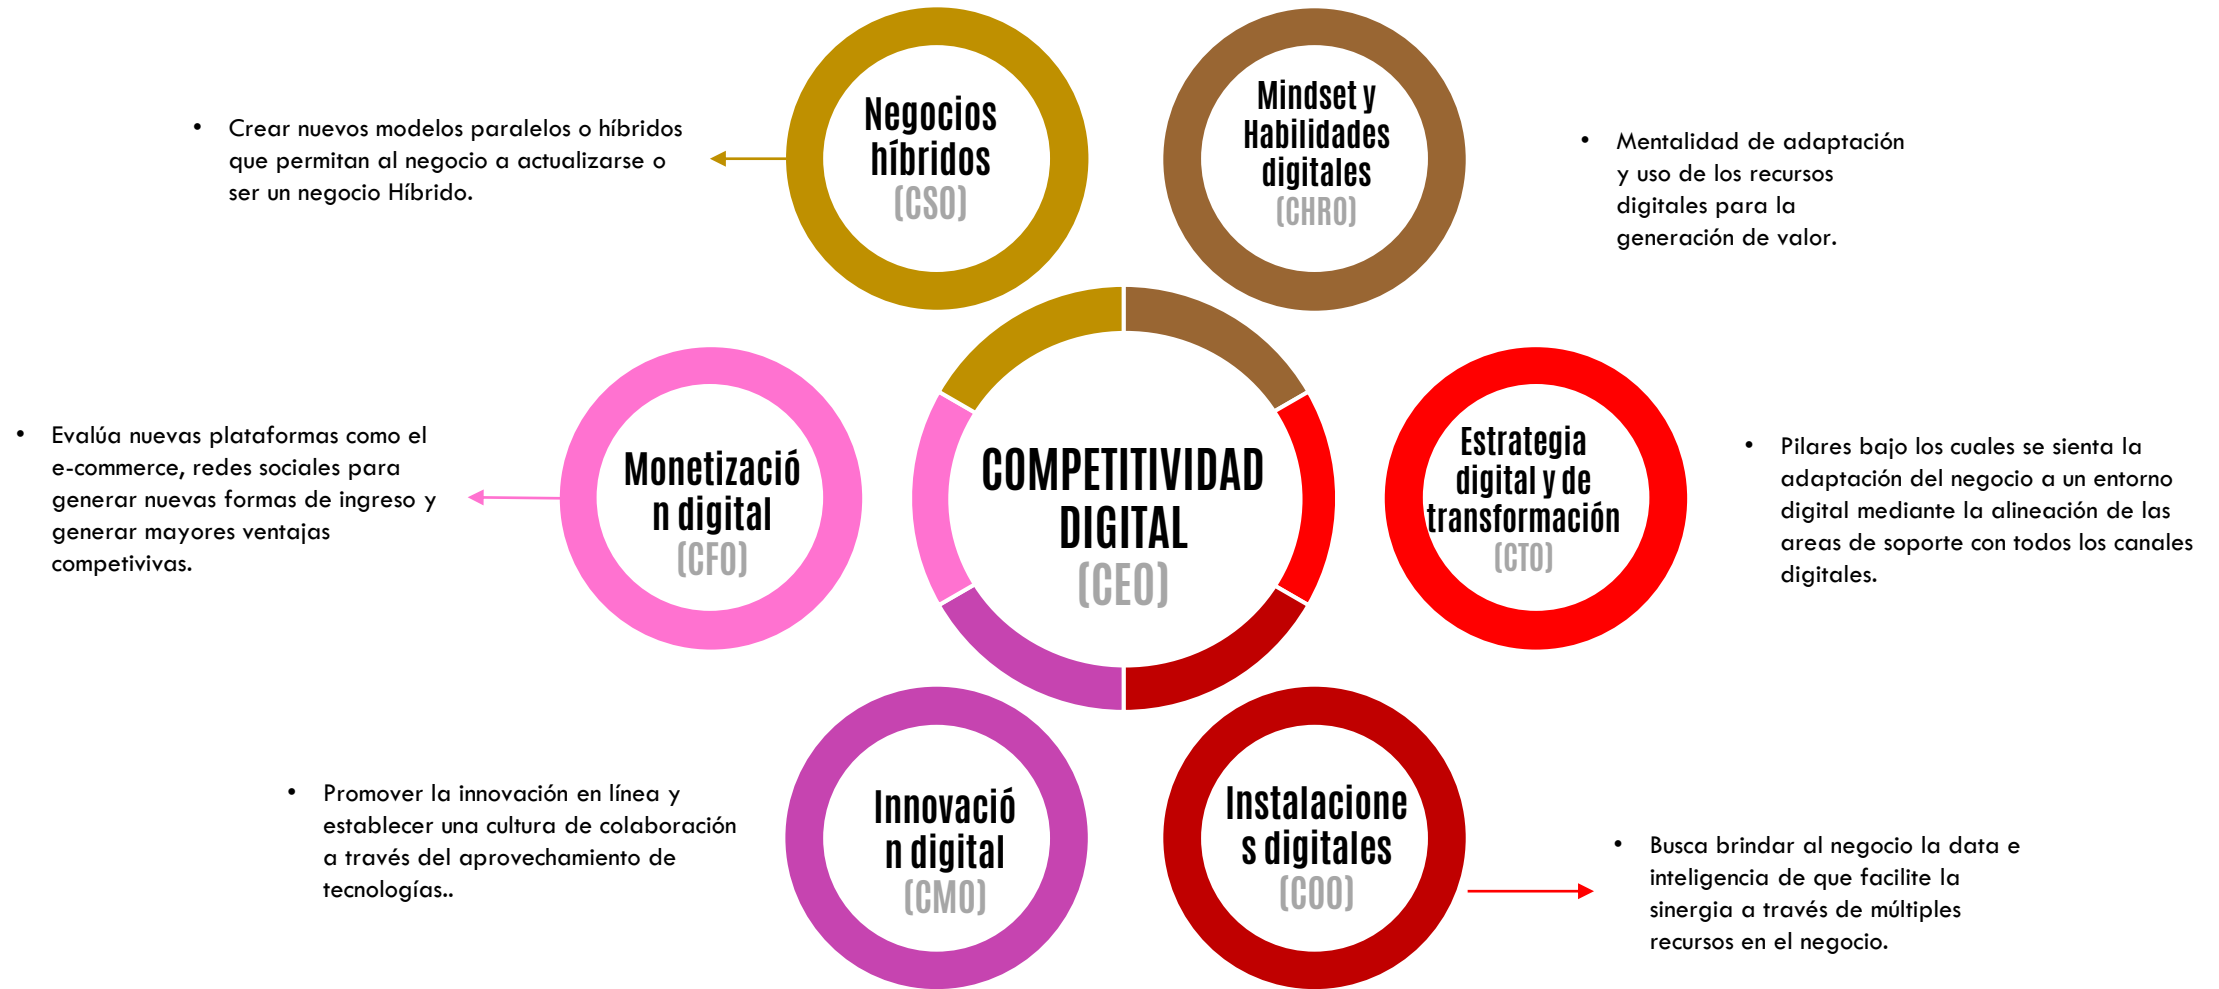 Negocios
híbridos
(CSO)
• Crear nuevos modelos paralelos o híbridos
que permitan al negocio a actualizarse o
ser un negocio Híbrido.
Mindset y
Habilidades
digitales
(CHRO)
• Mentalidad de adaptación
y uso de los recursos
digitales para la
generación de valor.
• Evalúa nuevas plataformas como el
e-commerce, redes sociales para
generar nuevas formas de ingreso y
generar mayores ventajas
competivivas.
Monetizació
n digital
(CFO)
COMPETITIVIDAD
DIGITAL
(CEO)
Estrategia
digital y de
transformación
(CTO)
• Pilares bajo los cuales se sienta la
adaptación del negocio a un entorno
digital mediante la alineación de las
areas de soporte con todos los canales
digitales.
• Promover la innovación en línea y
establecer una cultura de colaboración
a través del aprovechamiento de
tecnologías..
Innovació
n digital
(CMO)
Instalacione
s digitales
(COO)
• Busca brindar al negocio la data e
inteligencia de que facilite la
sinergia a través de múltiples
recursos en el negocio.